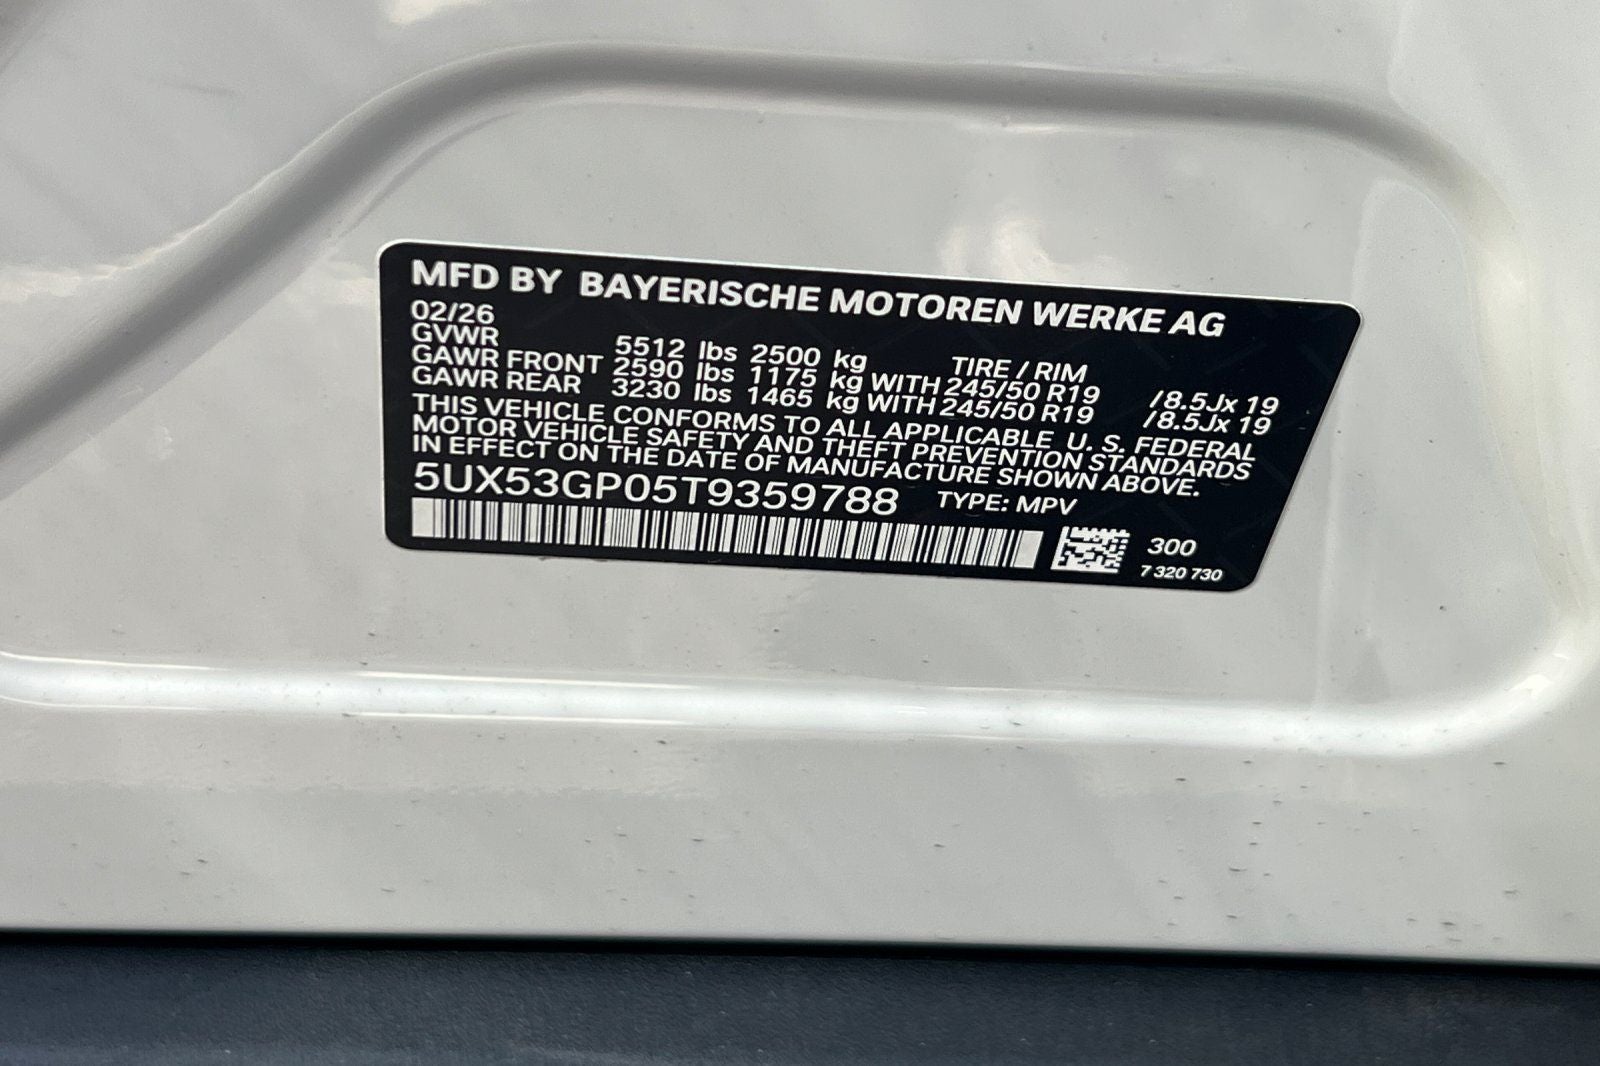 MFD BY BAYERISCHE MOTOREN WERKE AG
02/26
GVWR 5512 lbs 2500 kg TIRE / RIM
GAWR FRONT 2590 lbs 1175 kg WITH 245/50 R19 /8.5Jx 19
GAWR REAR 3230 lbs 1465 kg WITH 245/50 R19 /8.5Jx 19
THIS VEHICLE CONFORMS TO ALL APPLICABLE U. S. FEDERAL
MOTOR VEHICLE SAFETY AND THEFT PREVENTION STANDARDS
IN EFFECT ON THE DATE OF MANUFACTURE SHOWN ABOVE.
5UX53GP05T9359788 TYPE: MPV
300
7 320 730